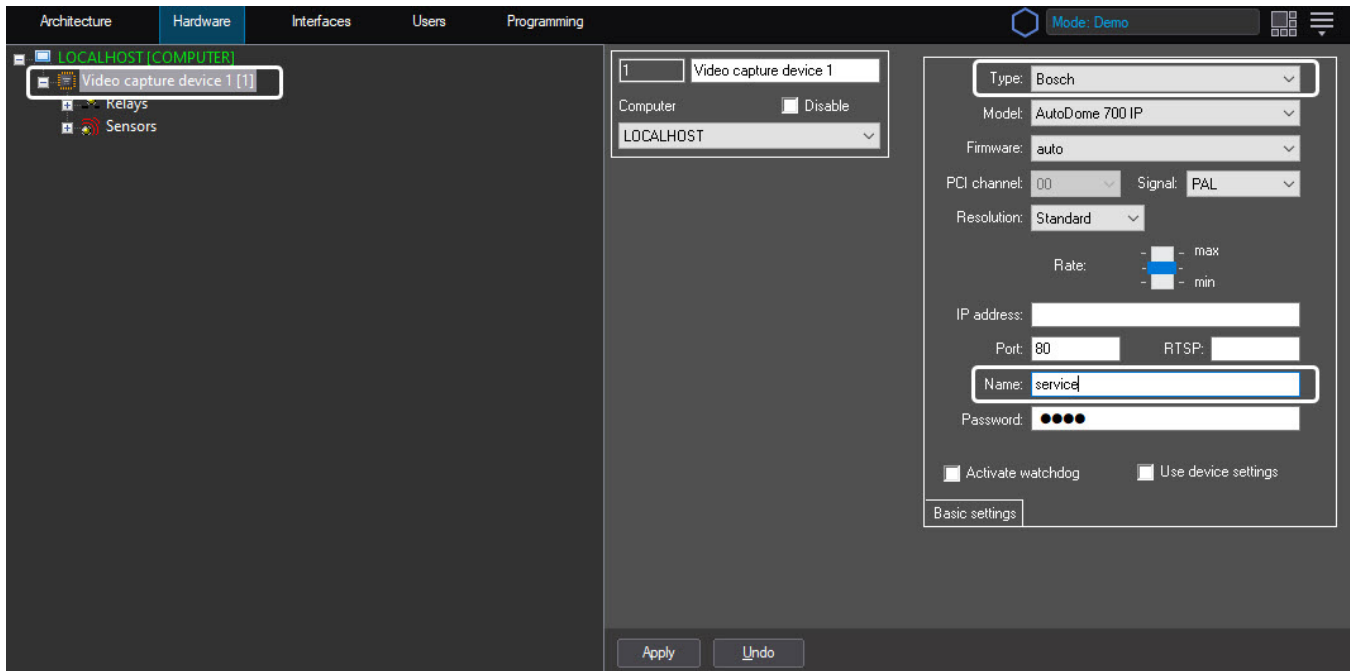 Architecture Hardware Interfaces Users Programming Mode: Demo
LOCALHOST [COMPUTER]
Video capture device 1 [1]
Relays
Sensors
1 Video capture device 1
Computer Disable
LOCALHOST
Type: Bosch
Model: AutoDome 700 IP
Firmware: auto
PCI channel: 00 Signal: PAL
Resolution: Standard
Rate: max
min
IP address:
Port: 80 RTSP:
Name: service
Password: ●●●●
Activate watchdog Use device settings
Basic settings
Apply Undo